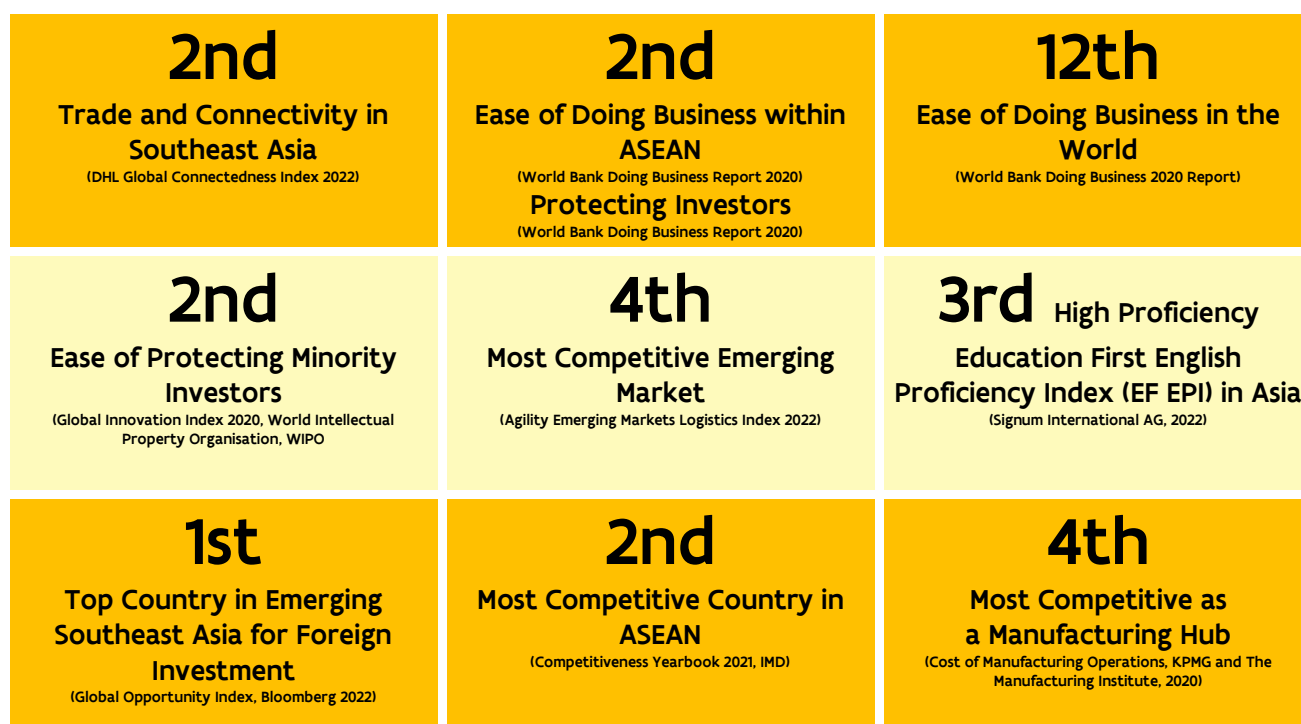 2nd
Trade and Connectivity in
Southeast Asia
(DHL Global Connectedness Index 2022)
2nd
Ease of Doing Business within
ASEAN
(World Bank Doing Business Report 2020)
Protecting Investors
(World Bank Doing Business Report 2020)
12th
Ease of Doing Business in the
World
(World Bank Doing Business 2020 Report)
2nd
Ease of Protecting Minority
Investors
(Global Innovation Index 2020, World Intellectual
Property Organisation, WIPO
4th
Most Competitive Emerging
Market
(Agility Emerging Markets Logistics Index 2022)
3rd High Proficiency
Education First English
Proficiency Index (EF EPI) in Asia
(Signum International AG, 2022)
1st
Top Country in Emerging
Southeast Asia for Foreign
Investment
(Global Opportunity Index, Bloomberg 2022)
2nd
Most Competitive Country in
ASEAN
(Competitiveness Yearbook 2021, IMD)
4th
Most Competitive as
a Manufacturing Hub
(Cost of Manufacturing Operations, KPMG and The
Manufacturing Institute, 2020)